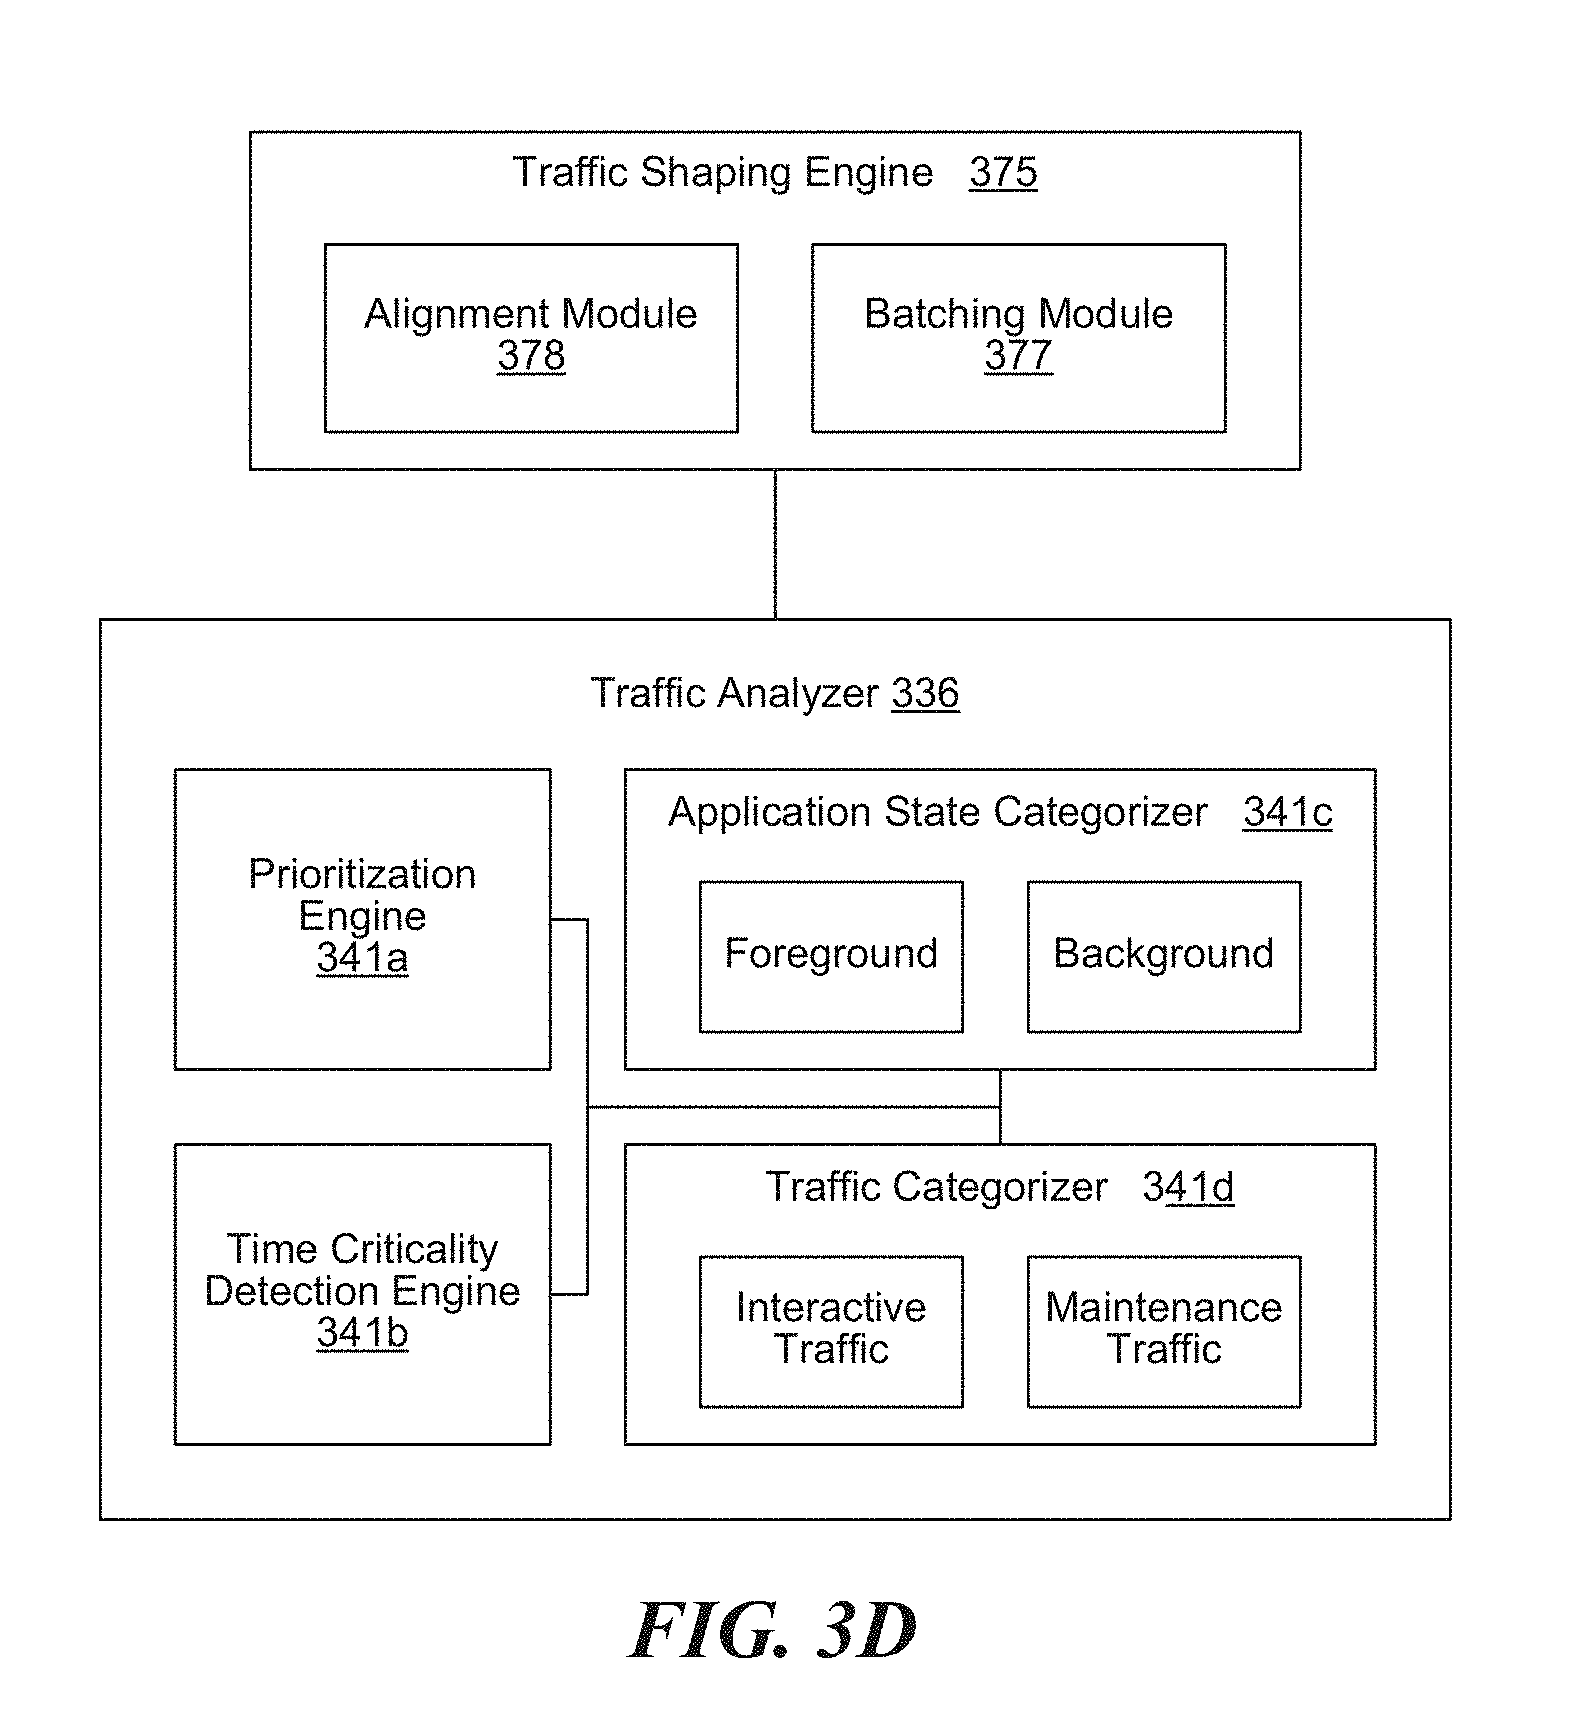 Traffic Shaping Engine 375
Alignment Module
378
Batching Module
377
Traffic Analyzer 336
Prioritization
Engine
341a
Application State Categorizer 341c
Foreground
Background
Time Criticality
Detection Engine
341b
Traffic Categorizer 341d
Interactive
Traffic
Maintenance
Traffic
FIG. 3D